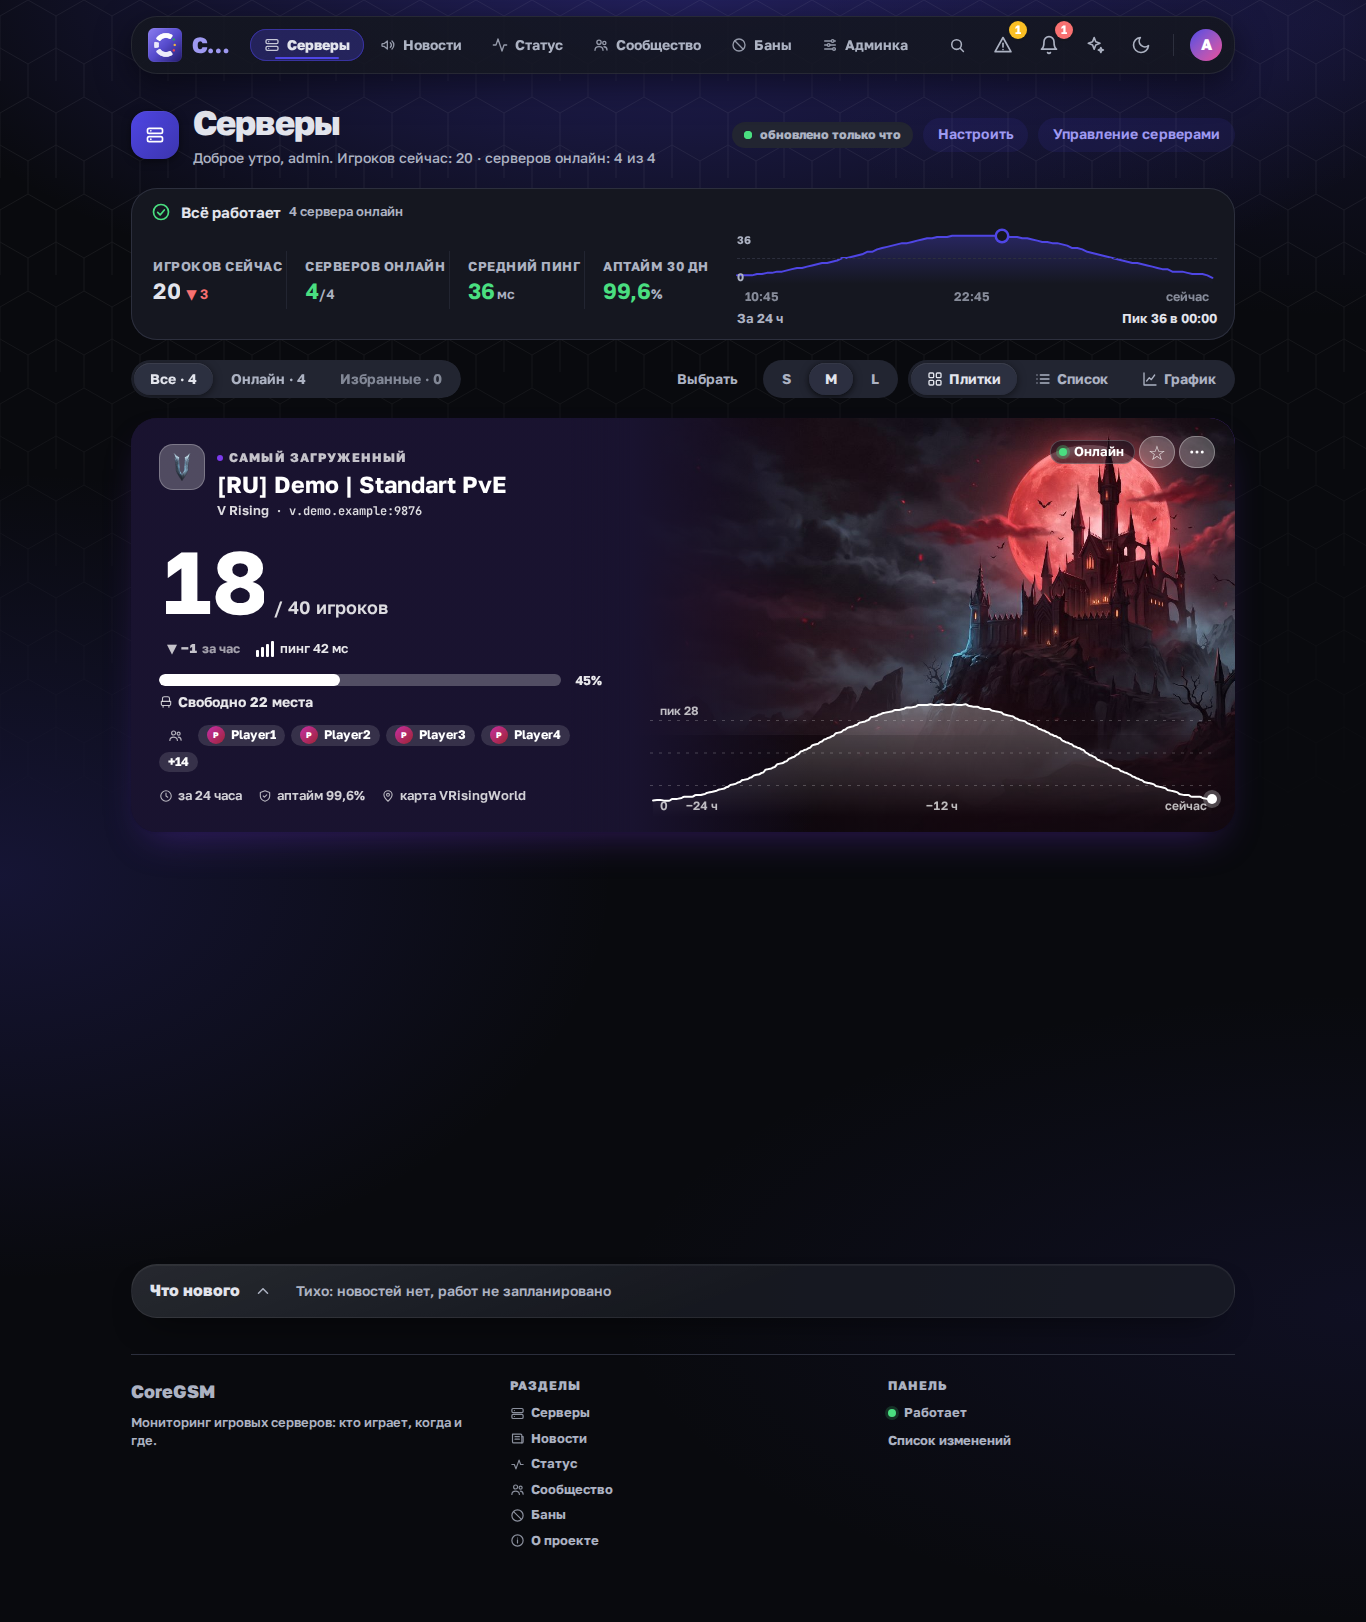 C...
Серверы
Новости
Статус
Сообщество
Баны
Админка
1
1
A
Серверы
Доброе утро, admin. Игроков сейчас: 20 · серверов онлайн: 4 из 4
обновлено только что
Настроить
Управление серверами
Всё работает 4 сервера онлайн
ИГРОКОВ СЕЙЧАС
20 ▼3
СЕРВЕРОВ ОНЛАЙН
4/4
СРЕДНИЙ ПИНГ
36 мс
АПТАЙМ 30 ДН
99,6%
36
0
10:45
22:45
сейчас
За 24 ч
Пик 36 в 00:00
Все · 4
Онлайн · 4
Избранные · 0
Выбрать
S
M
L
Плитки
Список
График
САМЫЙ ЗАГРУЖЕННЫЙ
[RU] Demo | Standart PvE
V Rising · v.demo.example:9876
Онлайн
18 / 40 игроков
▼ −1 за час
пинг 42 мс
45%
Свободно 22 места
P Player1
P Player2
P Player3
P Player4
+14
за 24 часа
аптайм 99,6%
карта VRisingWorld
пик 28
0
−24 ч
−12 ч
сейчас
Что нового
Тихо: новостей нет, работ не запланировано
CoreGSM
Мониторинг игровых серверов: кто играет, когда и
где.
РАЗДЕЛЫ
Серверы
Новости
Статус
Сообщество
Баны
О проекте
ПАНЕЛЬ
Работает
Список изменений